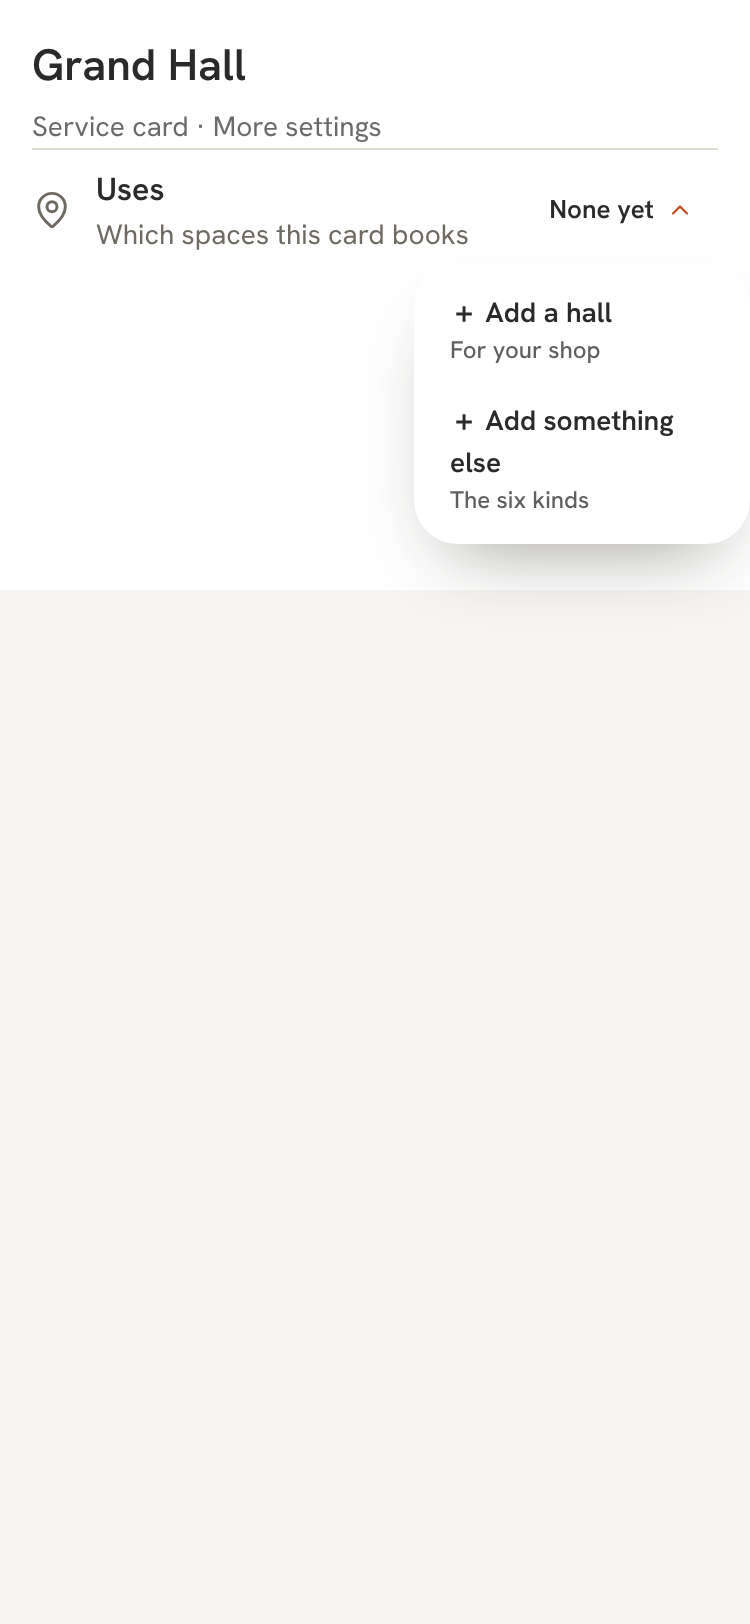 Grand Hall
Service card · More settings
Uses
Which spaces this card books
None yet
+ Add a hall
For your shop
+ Add something
else
The six kinds